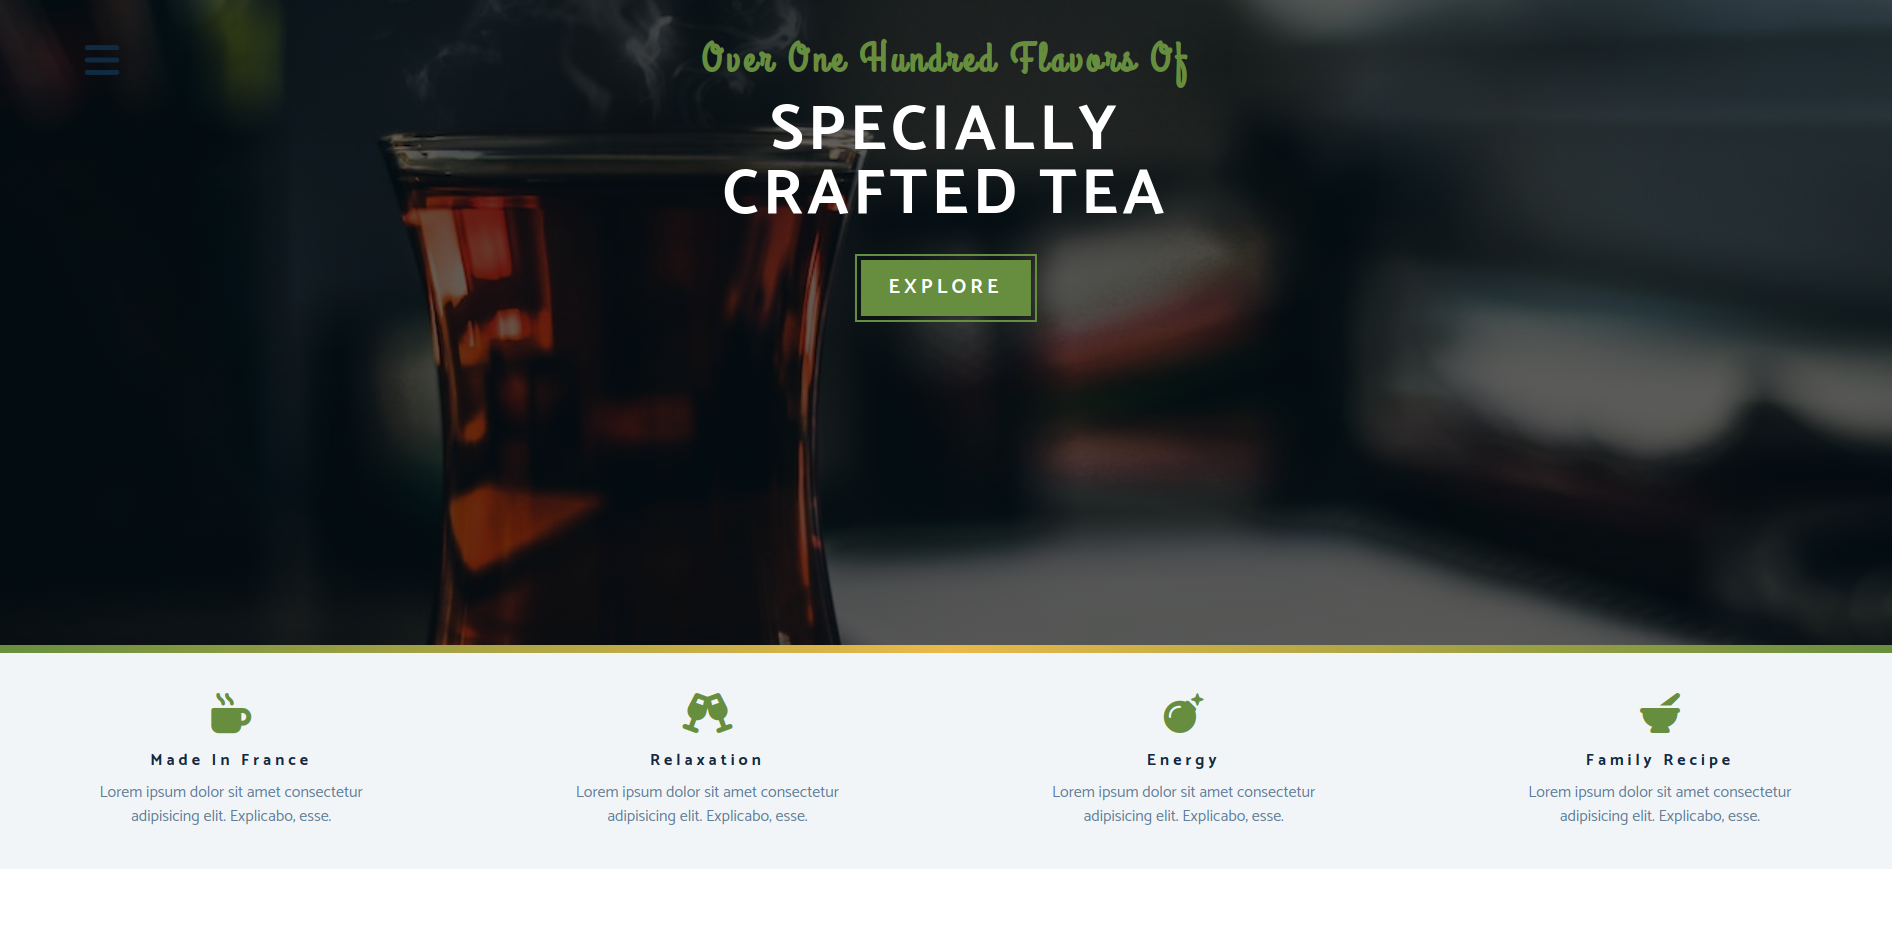 Over One Hundred Flavors Of
SPECIALLY
CRAFTED TEA
EXPLORE
Made In France
Lorem ipsum dolor sit amet consectetur
adipisicing elit. Explicabo, esse.
Relaxation
Lorem ipsum dolor sit amet consectetur
adipisicing elit. Explicabo, esse.
Energy
Lorem ipsum dolor sit amet consectetur
adipisicing elit. Explicabo, esse.
Family Recipe
Lorem ipsum dolor sit amet consectetur
adipisicing elit. Explicabo, esse.